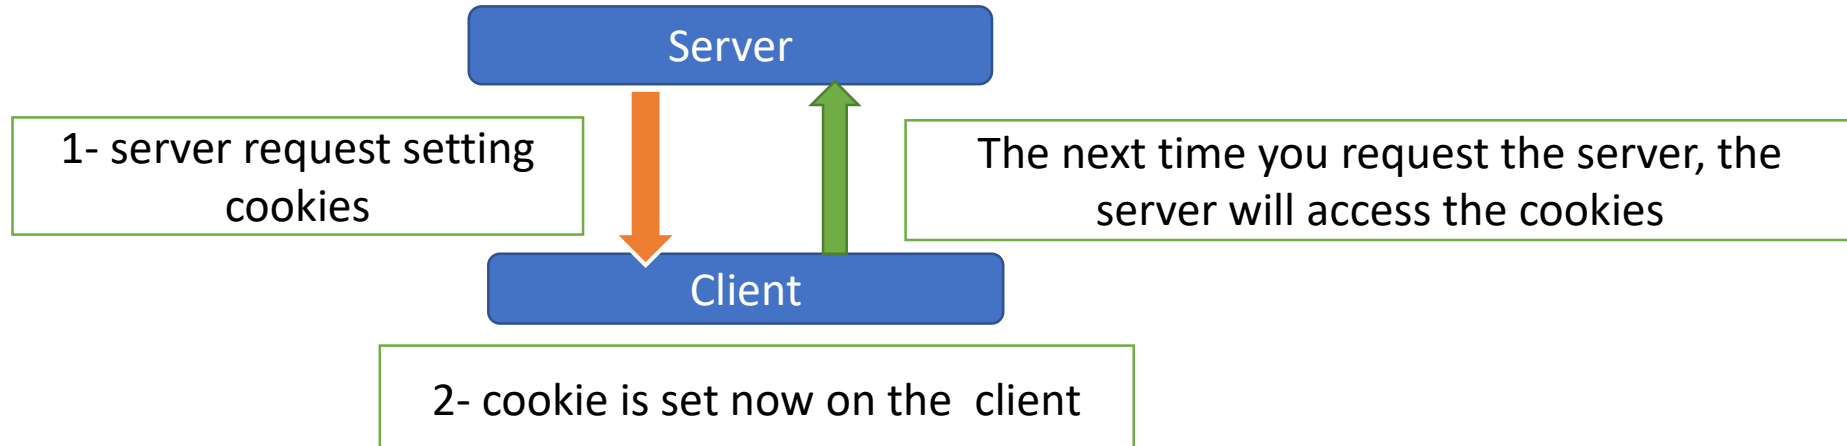 Server
1- server request setting
cookies
The next time you request the server, the
server will access the cookies
Client
2- cookie is set now on the  client